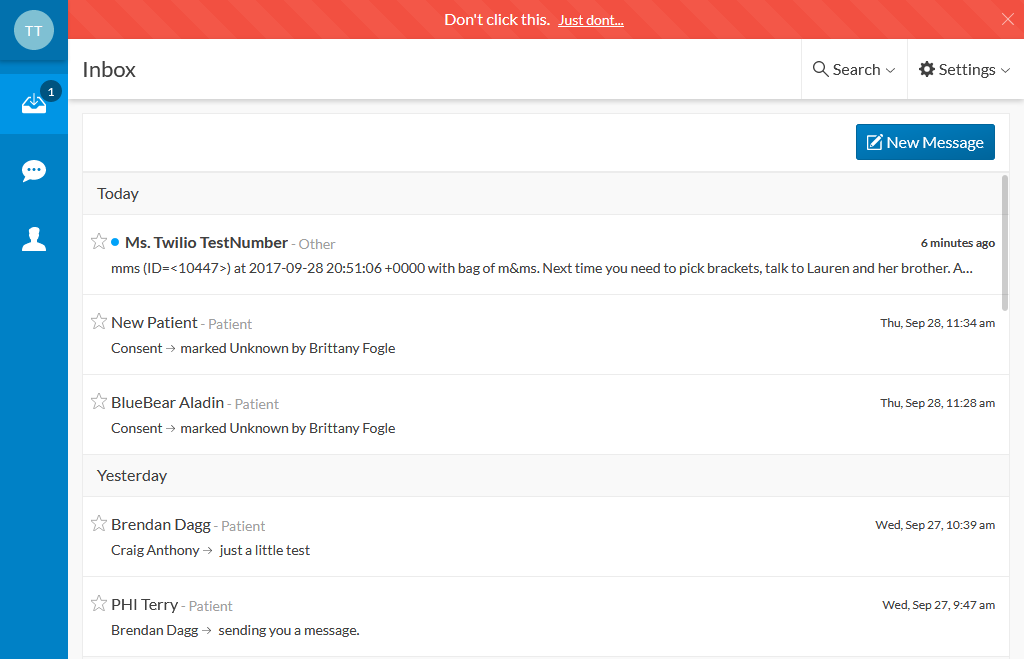 TT
Don't click this. Just dont...
1
Inbox
Search
Settings
New Message
Today
Ms. Twilio TestNumber - Other
6 minutes ago
mms (ID=<10447>) at 2017-09-28 20:51:06 +0000 with bag of m&ms. Next time you need to pick brackets, talk to Lauren and her brother. A...
New Patient - Patient
Thu, Sep 28, 11:34 am
Consent → marked Unknown by Brittany Fogle
BlueBear Aladin - Patient
Thu, Sep 28, 11:28 am
Consent → marked Unknown by Brittany Fogle
Yesterday
Brendan Dagg - Patient
Wed, Sep 27, 10:39 am
Craig Anthony → just a little test
PHI Terry - Patient
Wed, Sep 27, 9:47 am
Brendan Dagg → sending you a message.